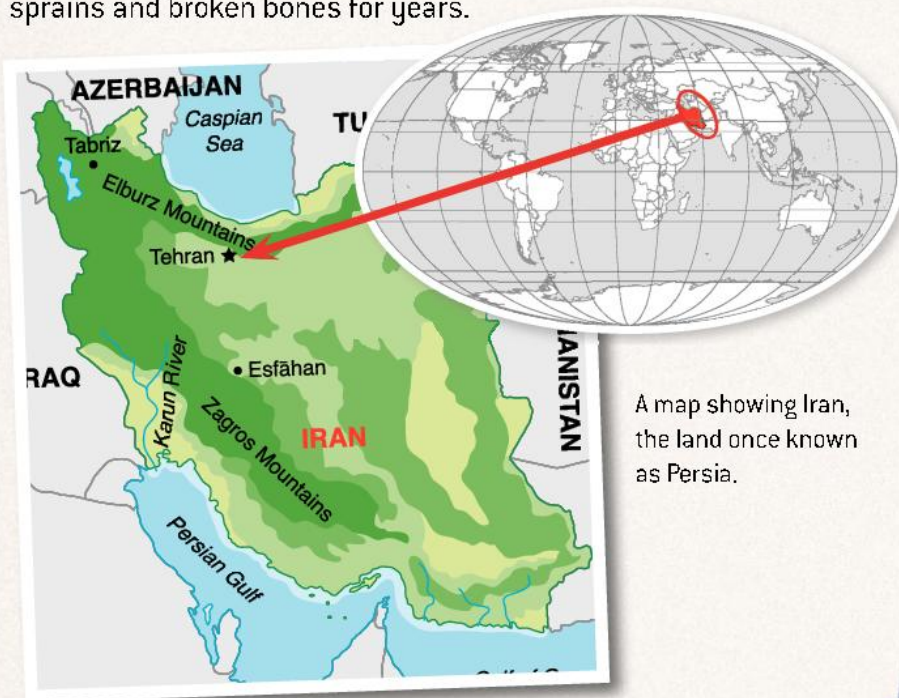 sprains and broken bones for years.
AZERBAIJAN
Caspian
Sea
TU
Tabriz
Elburz Mountains
Tehran
RAQ
Karun River
Esfāhan
Zagros Mountains
IRAN
HANISTAN
Persian Gulf
A map showing Iran,
the land once known
as Persia.